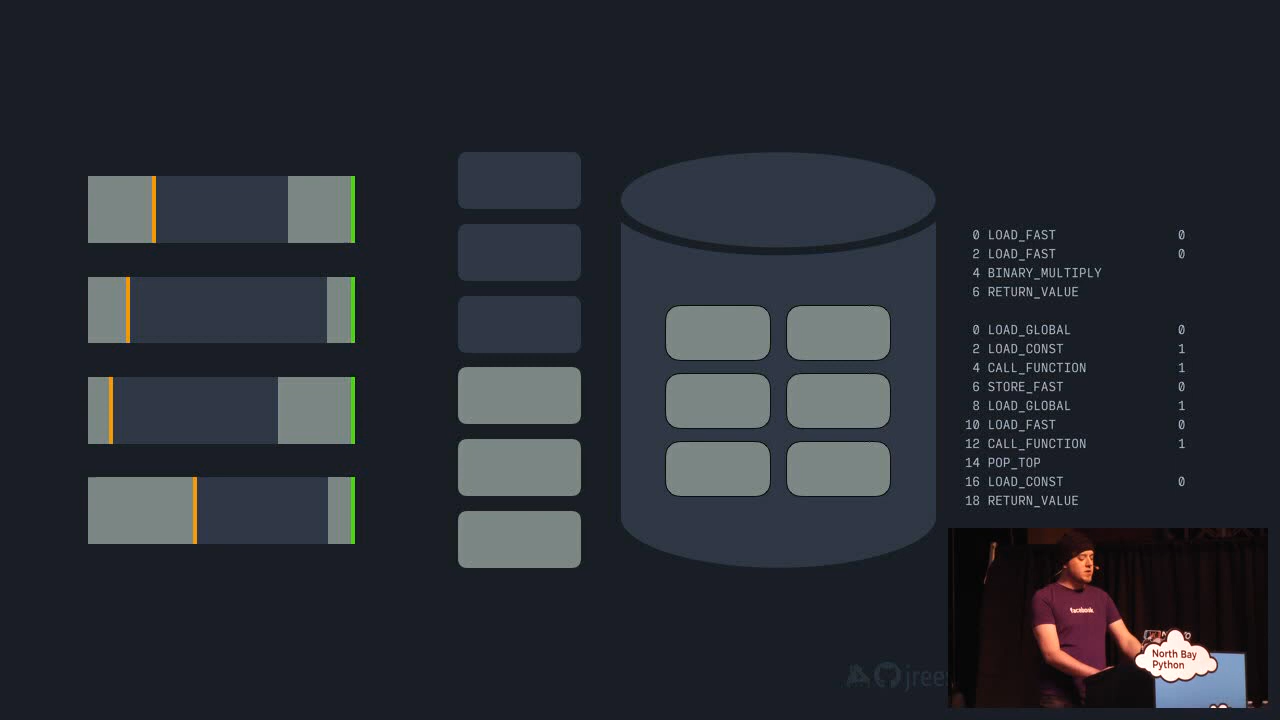 0 LOAD_FAST 0
2 LOAD_FAST 0
4 BINARY_MULTIPLY
6 RETURN_VALUE
0 LOAD_GLOBAL 0
2 LOAD_CONST 1
4 CALL_FUNCTION 1
6 STORE_FAST 0
8 LOAD_GLOBAL 1
10 LOAD_FAST 0
12 CALL_FUNCTION 1
14 POP_TOP
16 LOAD_CONST 0
18 RETURN_VALUE
facebook
North Bay
Python
jree